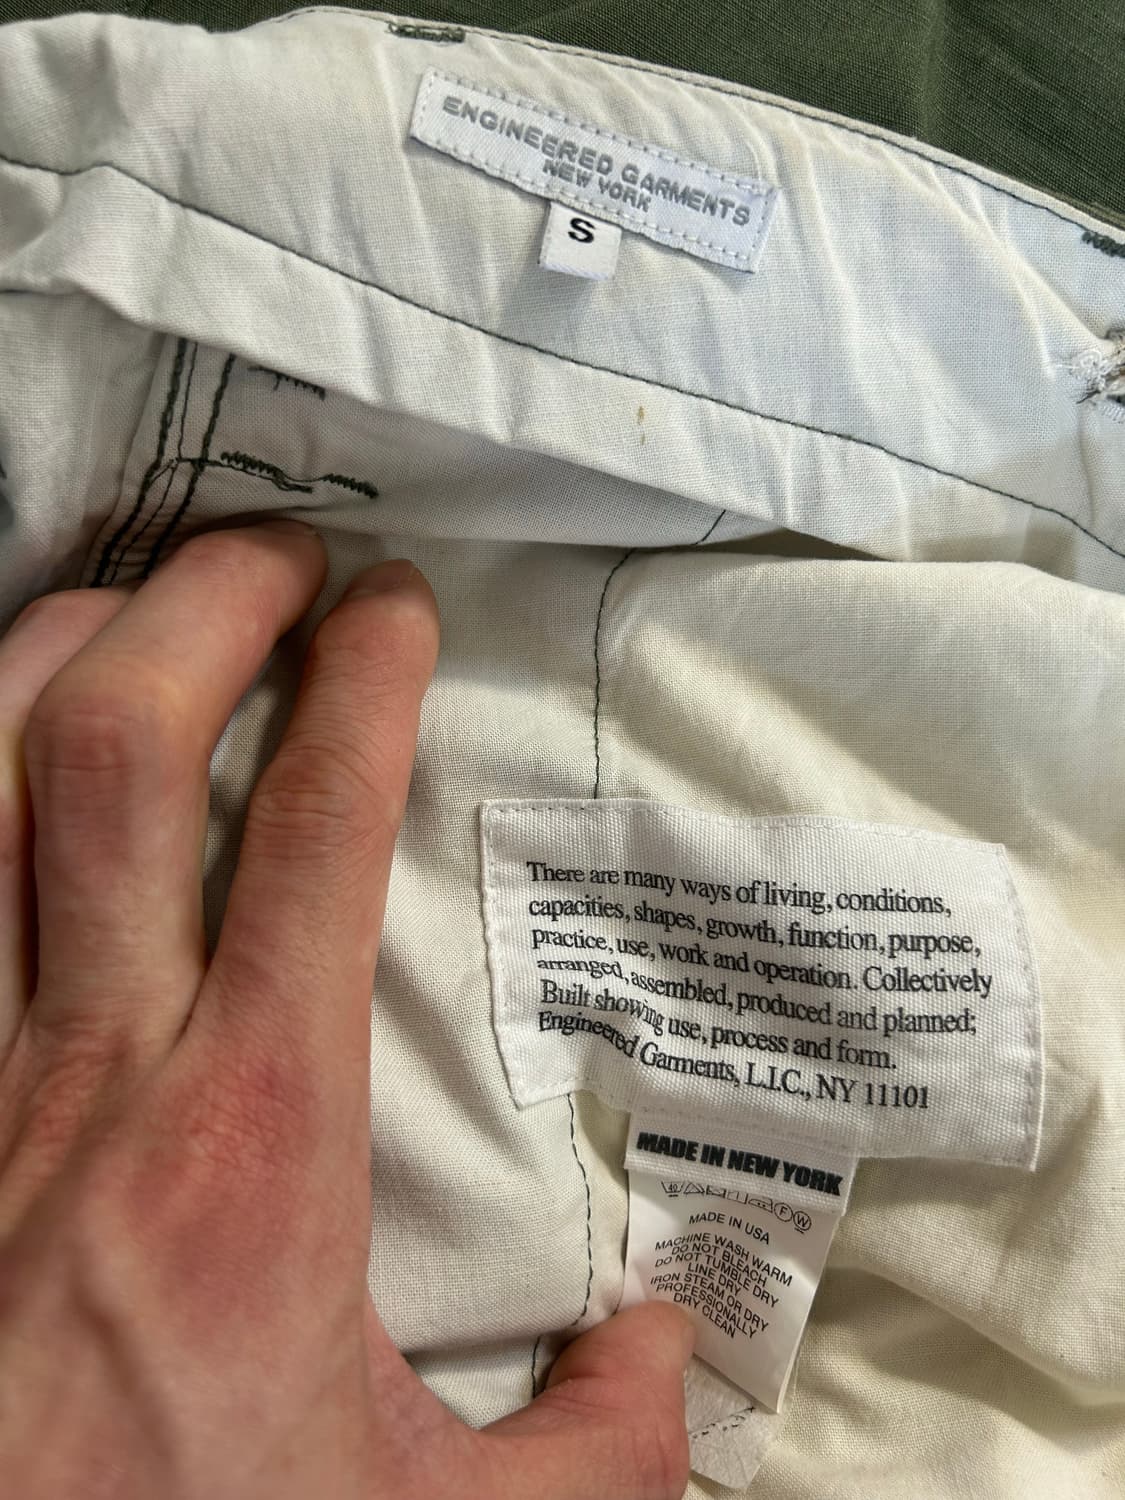 ENGINEERED GARMENTS
NEW YORK
S
There are many ways of living, conditions,
capacities, shapes, growth, function, purpose,
practice, use, work and operation. Collectively
arranged, assembled, produced and planned;
Built showing use, process and form.
Engineered Garments, L.I.C., NY 11101
MADE IN NEW YORK
40 F W
MADE IN USA
MACHINE WASH WARM
DO NOT BLEACH
DO NOT TUMBLE DRY
LINE DRY
IRON STEAM OR DRY
PROFESSIONALLY
DRY CLEAN